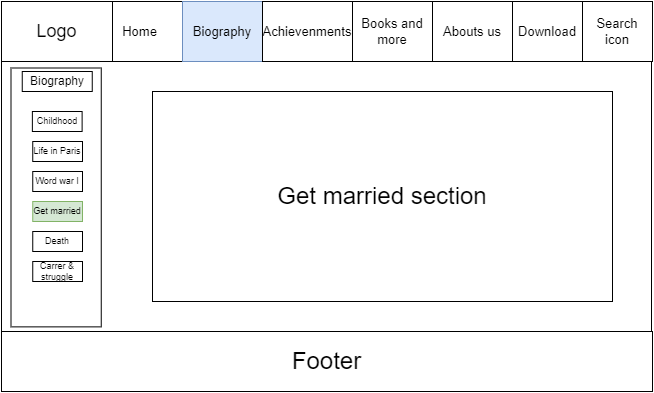 Logo
Home
Biography
Achievenments
Books and
more
Abouts us
Download
Search
icon
Biography
Childhood
Life in Paris
Word war I
Get married
Death
Carrer &
struggle
Get married section
Footer